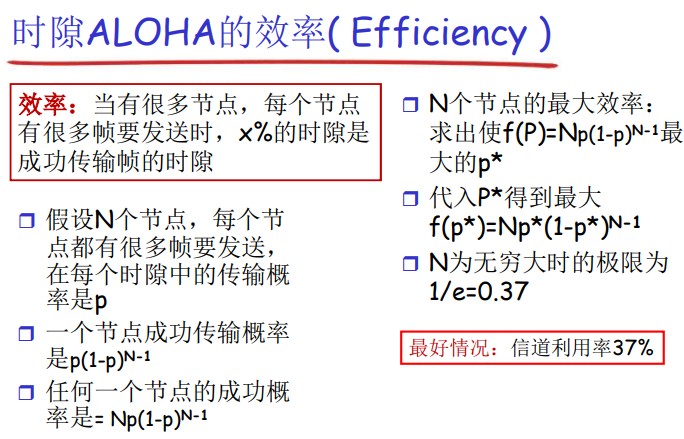 时隙ALOHA的效率( Efficiency )
效率：当有很多节点，每个节点
有很多帧要发送时，x%的时隙是
成功传输帧的时隙
假设N个节点，每个节
点都有很多帧要发送，
在每个时隙中的传输概
率是p
一个节点成功传输概率
是p(1-p)ᴺ⁻¹
任何一个节点的成功概
率是= Np(1-p)ᴺ⁻¹
N个节点的最大效率：
求出使f(P)=Np(1-p)ᴺ⁻¹最
大的p*
代入P*得到最大
f(p*)=Np*(1-p*)ᴺ⁻¹
N为无穷大时的极限为
1/e=0.37
最好情况：信道利用率37%